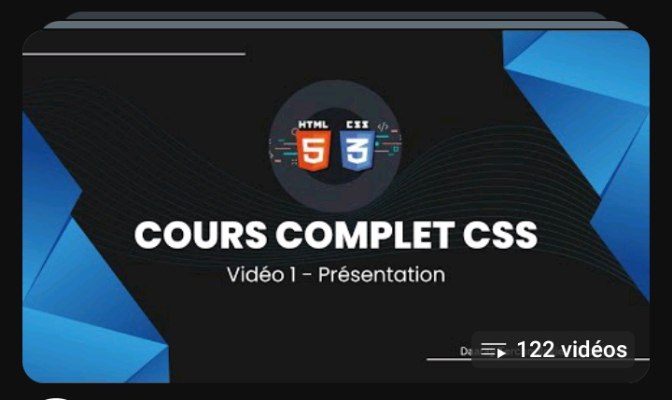 HTML CSS
5 3
COURS COMPLET CSS
Vidéo 1 - Présentation
122 vidéos